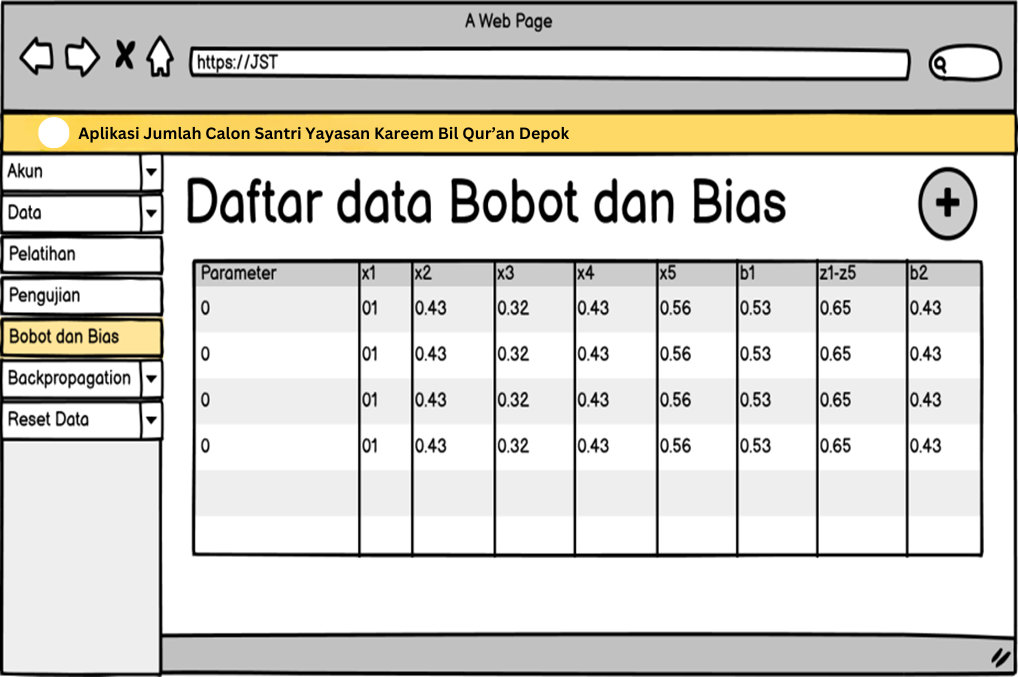 A Web Page
https://JST
Aplikasi Jumlah Calon Santri Yayasan Kareem Bil Qur’an Depok
Akun
Data
Pelatihan
Pengujian
Bobot dan Bias
Backpropagation
Reset Data
Daftar data Bobot dan Bias
Parameter x1 x2 x3 x4 x5 b1 z1-z5 b2
0 01 0.43 0.32 0.43 0.56 0.53 0.65 0.43
0 01 0.43 0.32 0.43 0.56 0.53 0.65 0.43
0 01 0.43 0.32 0.43 0.56 0.53 0.65 0.43
0 01 0.43 0.32 0.43 0.56 0.53 0.65 0.43